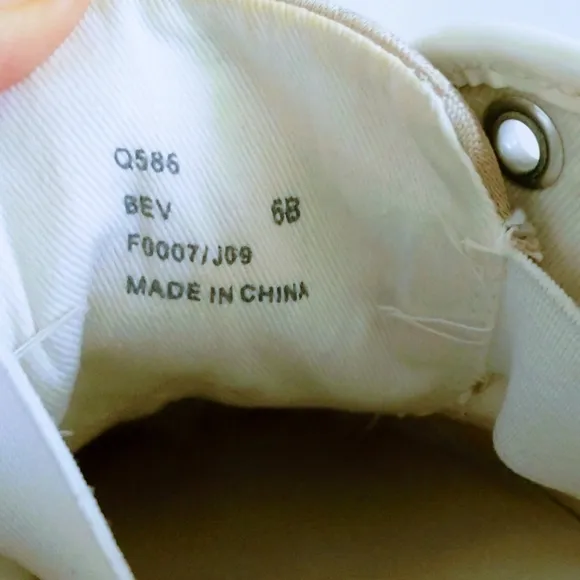 Q586
BEV 6B
F0007/J09
MADE IN CHINA